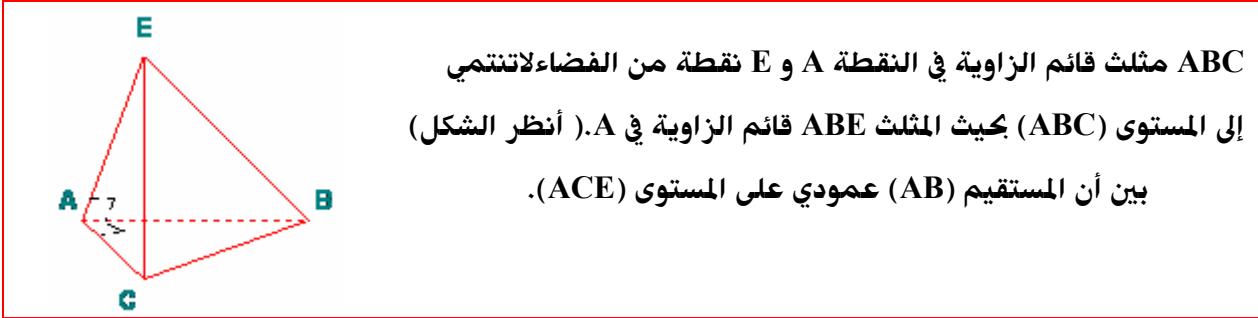 E
ABC مثلث قائم الزاوية في النقطة A و E نقطة من الفضاءلاتنتمي
إلى المستوى (ABC) بحيث المثلث ABE قائم الزاوية في A.( أنظر الشكل)
A
B
بين أن المستقيم (AB) عمودي على المستوى (ACE).
C